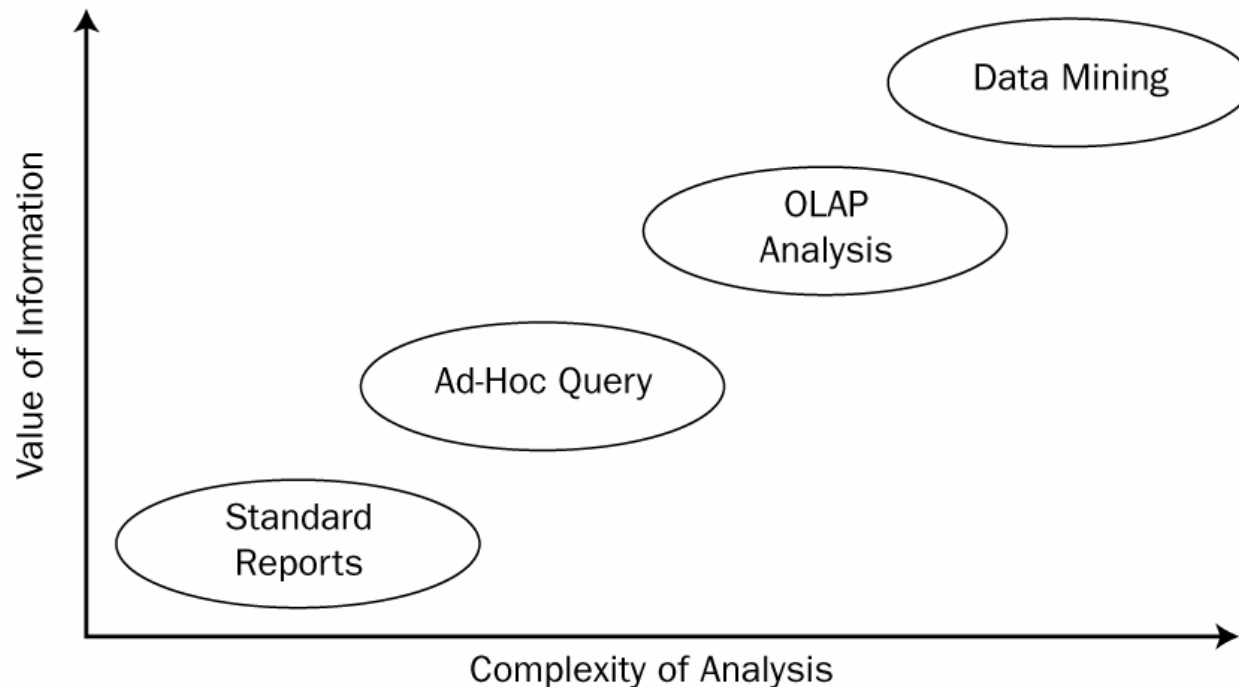 Data Mining
OLAP
Analysis
Ad-Hoc Query
Standard
Reports
Value of Information
Complexity of Analysis